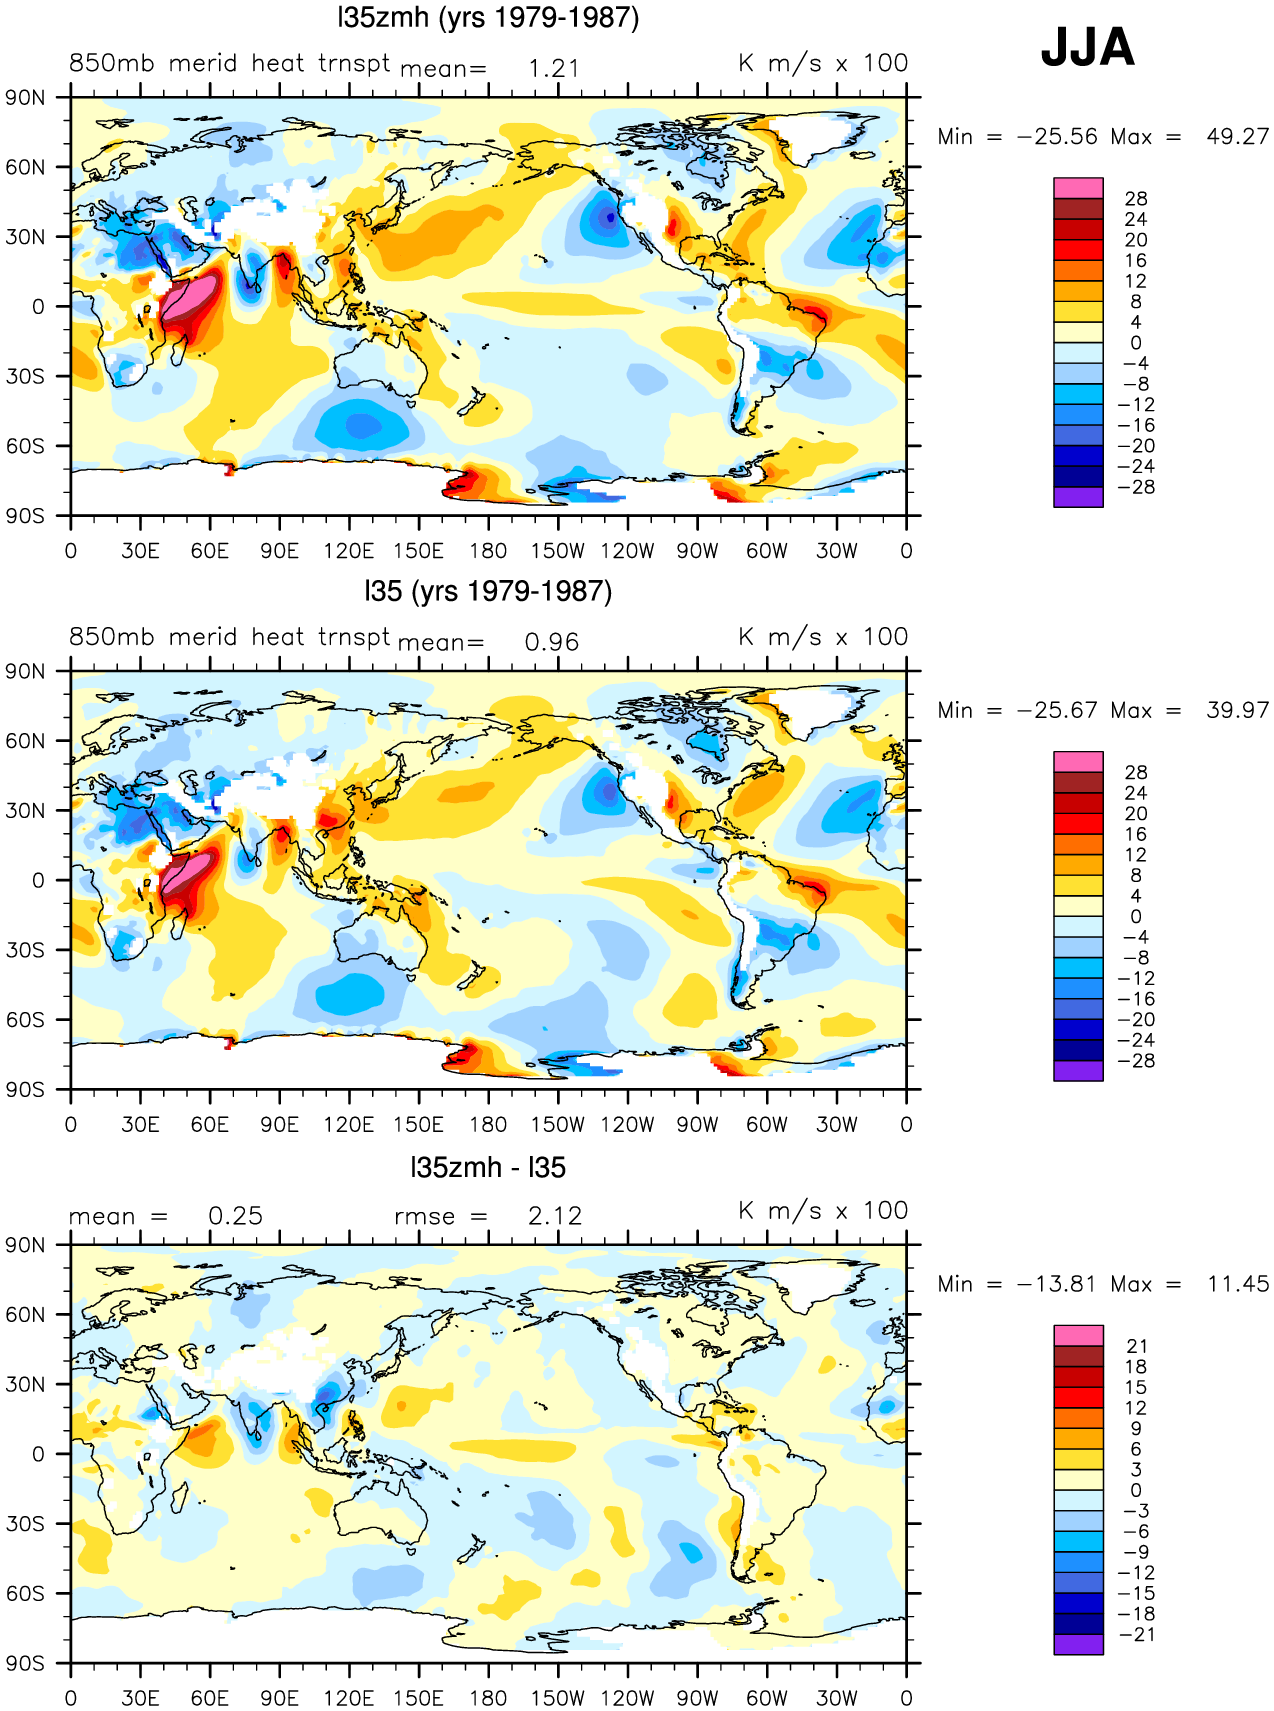 l35zmh (yrs 1979-1987)
JJA
850mb merid heat trnspt mean= 1.21 K m/s x 100
Min = −25.56 Max = 49.27
90N
60N
30N
0
30S
60S
90S
0 30E 60E 90E 120E 150E 180 150W 120W 90W 60W 30W 0
28
24
20
16
12
8
4
0
−4
−8
−12
−16
−20
−24
−28
l35 (yrs 1979-1987)
850mb merid heat trnspt mean= 0.96 K m/s x 100
Min = −25.67 Max = 39.97
90N
60N
30N
0
30S
60S
90S
0 30E 60E 90E 120E 150E 180 150W 120W 90W 60W 30W 0
28
24
20
16
12
8
4
0
−4
−8
−12
−16
−20
−24
−28
l35zmh - l35
mean = 0.25 rmse = 2.12 K m/s x 100
Min = −13.81 Max = 11.45
90N
60N
30N
0
30S
60S
90S
0 30E 60E 90E 120E 150E 180 150W 120W 90W 60W 30W 0
21
18
15
12
9
6
3
0
−3
−6
−9
−12
−15
−18
−21